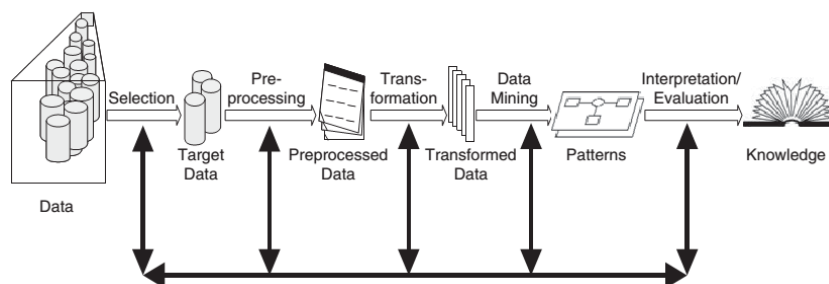 Selection
Pre-
processing
Trans-
formation
Data
Mining
Interpretation/
Evaluation
Data
Target
Data
Preprocessed
Data
Transformed
Data
Patterns
Knowledge